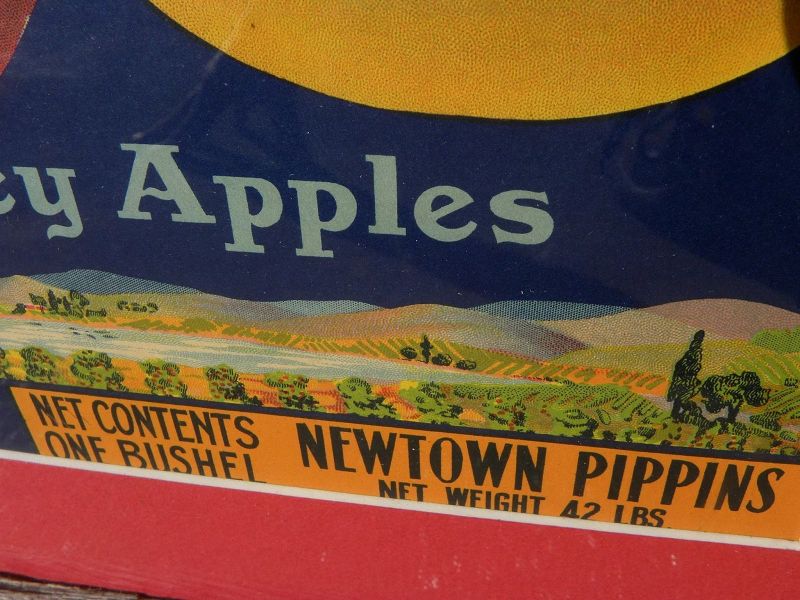 ey Apples
NET CONTENTS
ONE BUSHEL
NEWTOWN PIPPINS
NET WEIGHT 42 LBS.